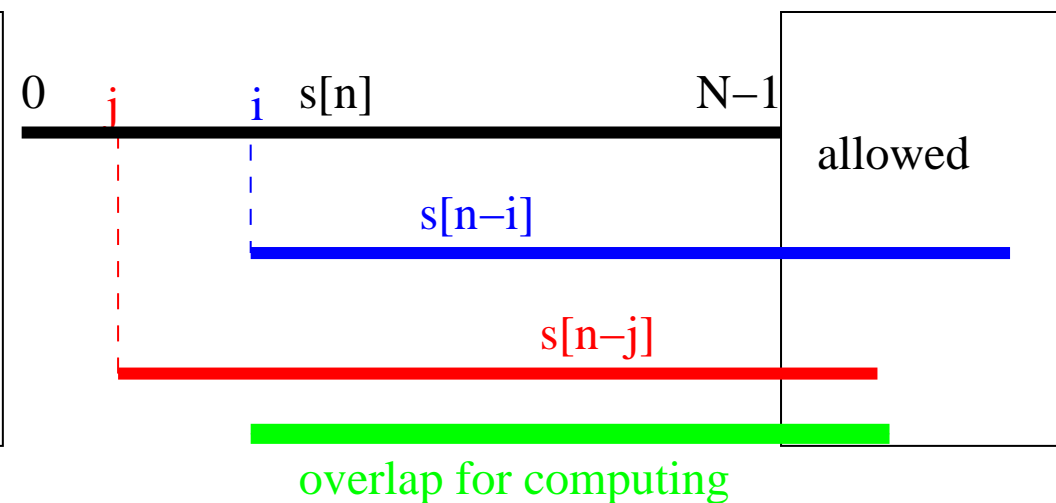 0 j i s[n] N−1
allowed
s[n−i]
s[n−j]
overlap for computing